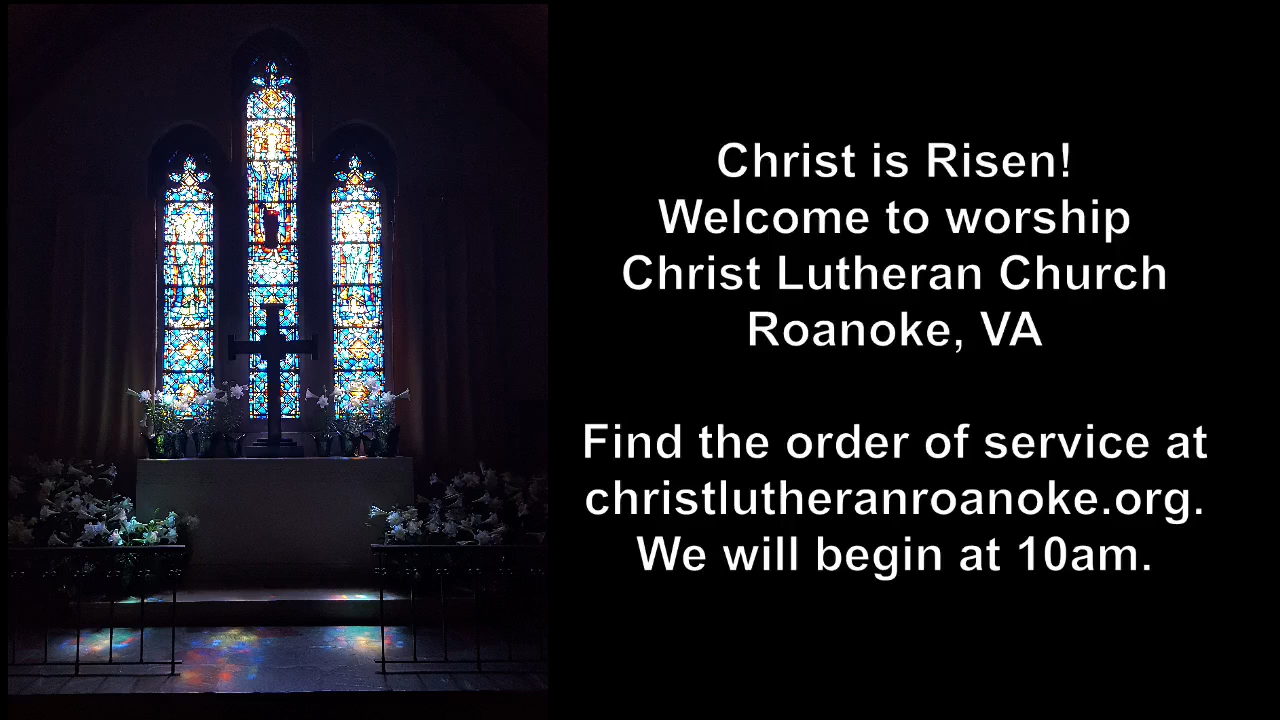 Christ is Risen!
Welcome to worship
Christ Lutheran Church
Roanoke, VA
Find the order of service at
christlutheranroanoke.org.
We will begin at 10am.